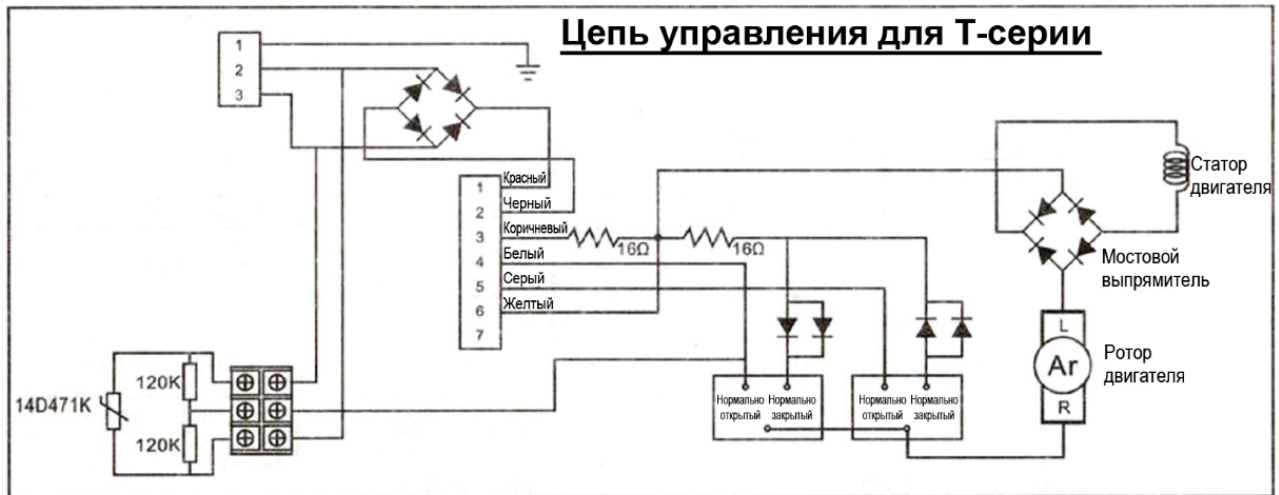 Цепь управления для Т-серии
1
2
3
Красный
Черный
Коричневый
Белый
Серый
Желтый
1
2
3
4
5
6
7
16Ω
16Ω
Статор
двигателя
Мостовой
выпрямитель
L
Ar
R
Ротор
двигателя
Нормально
открытый
Нормально
закрытый
Нормально
открытый
Нормально
закрытый
14D471K
120K
120K